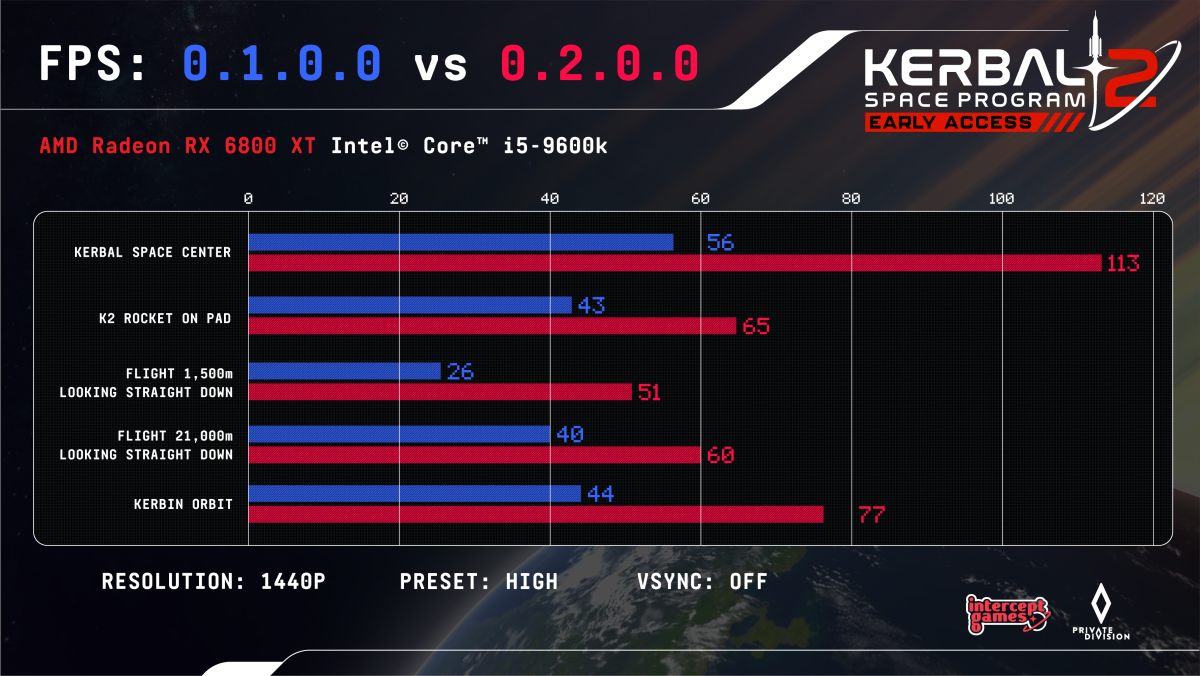 FPS: 0.1.0.0 vs 0.2.0.0
KERBAL 2
SPACE PROGRAM
EARLY ACCESS
AMD Radeon RX 6800 XT Intel© Core™ i5-9600k
0 20 40 60 80 100 120
KERBAL SPACE CENTER 56 113
K2 ROCKET ON PAD 43 65
FLIGHT 1,500m
LOOKING STRAIGHT DOWN 26 51
FLIGHT 21,000m
LOOKING STRAIGHT DOWN 40 60
KERBIN ORBIT 44 77
RESOLUTION: 1440P PRESET: HIGH VSYNC: OFF
intercept
games
PRIVATE
DIVISION